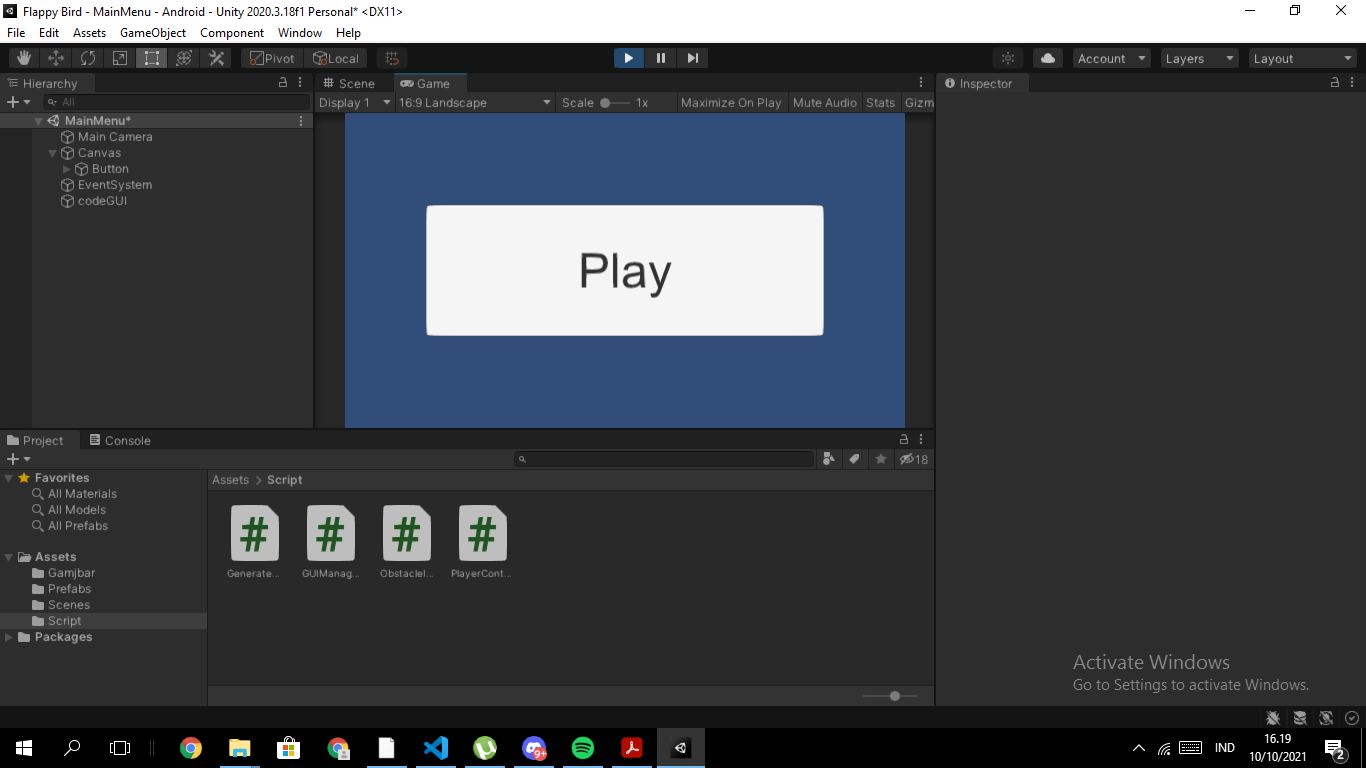 Flappy Bird - MainMenu - Android - Unity 2020.3.18f1 Personal* <DX11>
File Edit Assets GameObject Component Window Help
Pivot Local Account Layers Layout
Hierarchy Scene Game Inspector
All Display 1 16:9 Landscape Scale 1x Maximize On Play Mute Audio Stats Gizm
MainMenu*
Main Camera
Canvas
Button
EventSystem
codeGUI
Play
Project Console
18
Favorites
All Materials
All Models
All Prefabs
Assets
Gamjbar
Prefabs
Scenes
Script
Packages
Assets > Script
# # # #
Generate... GUIManag... ObstacleI... PlayerCont...
Activate Windows
Go to Settings to activate Windows.
9+ IND 16.19
10/10/2021
2